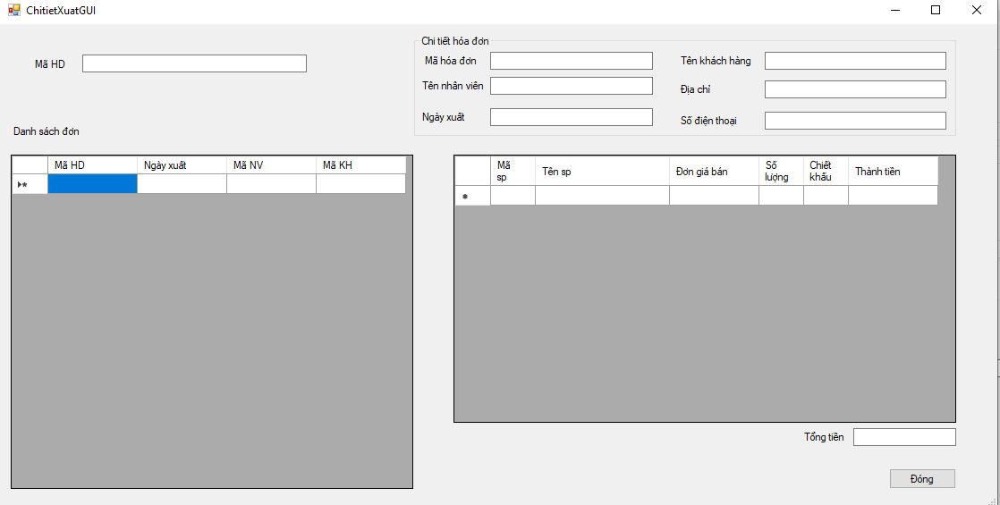 ChitietXuatGUI
Mã HD
Chi tiết hóa đơn
Mã hóa đơn
Tên khách hàng
Tên nhân viên
Địa chỉ
Ngày xuất
Số điện thoại
Danh sách đơn
Mã HD Ngày xuất Mã NV Mã KH
Mã sp Tên sp Đơn giá bán Số lượng Chiết khấu Thành tiền
Tổng tiền
Đóng